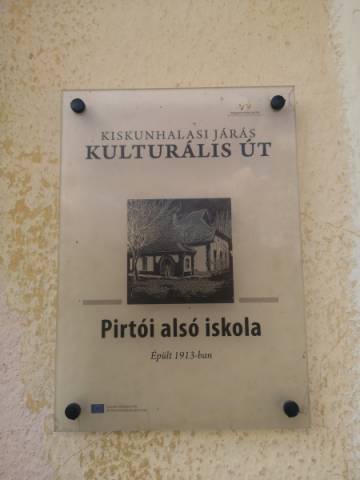 KISKUNHALASI JÁRÁS
KULTURÁLIS ÚT
Pirtói alsó iskola
Épült 1913-ban